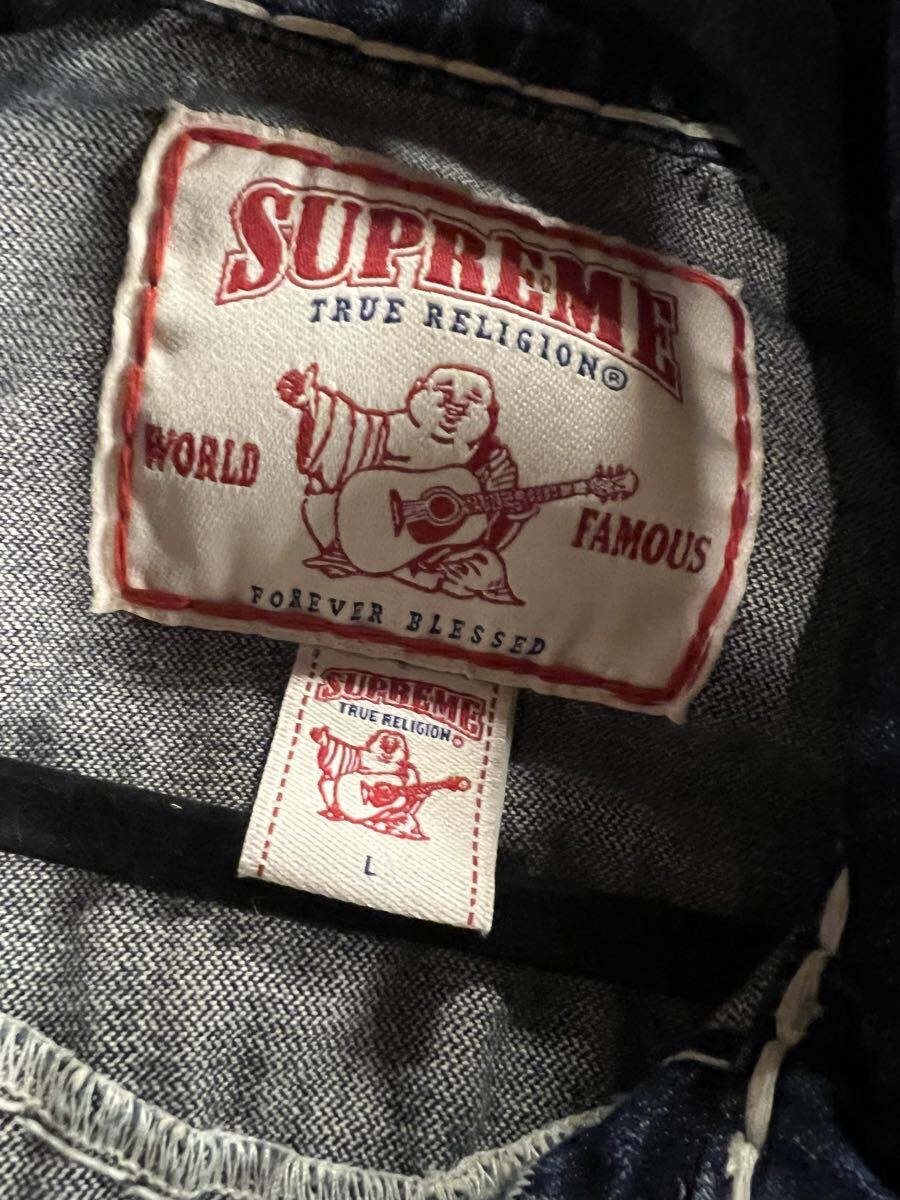 SUPREME
TRUE RELIGION®
WORLD FAMOUS
FOREVER BLESSED
SUPREME
TRUE RELIGION®
L